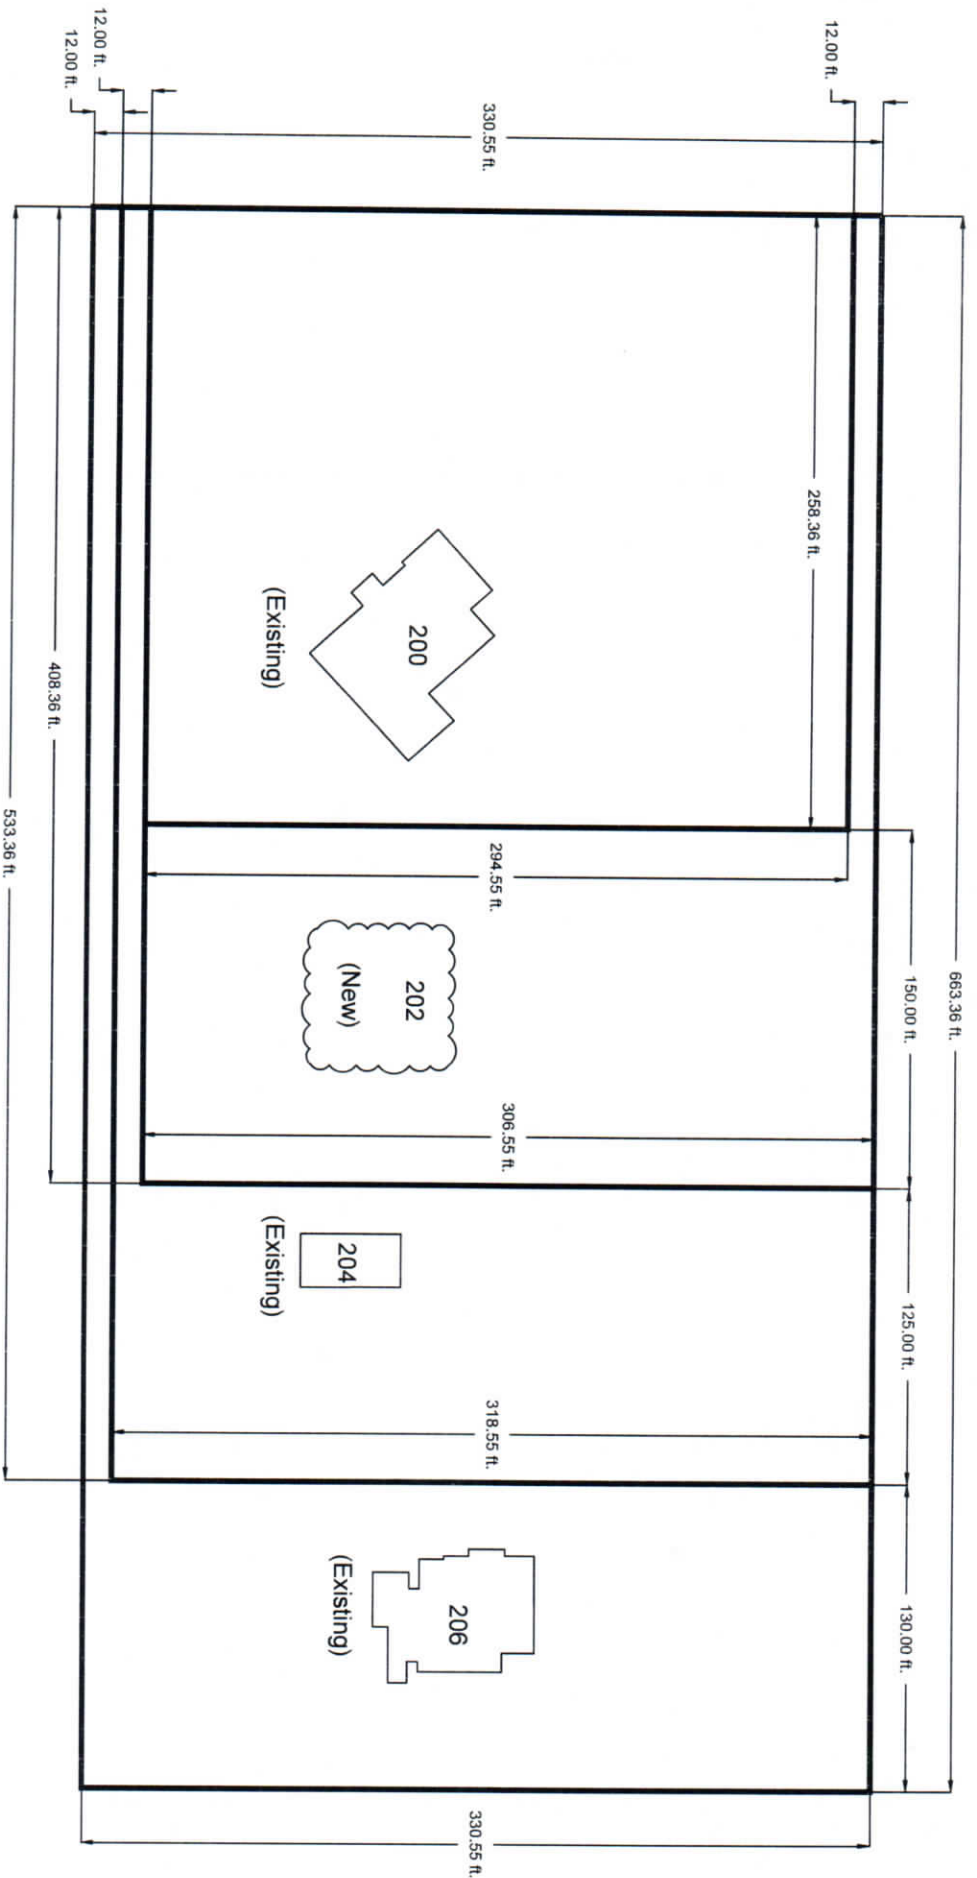 663.36 ft.
150.00 ft.
125.00 ft.
130.00 ft.
12.00 ft.
258.36 ft.
330.55 ft.
294.55 ft.
306.55 ft.
318.55 ft.
330.55 ft.
200
(Existing)
202
(New)
204
(Existing)
206
(Existing)
12.00 ft.
12.00 ft.
408.36 ft.
533.36 ft.